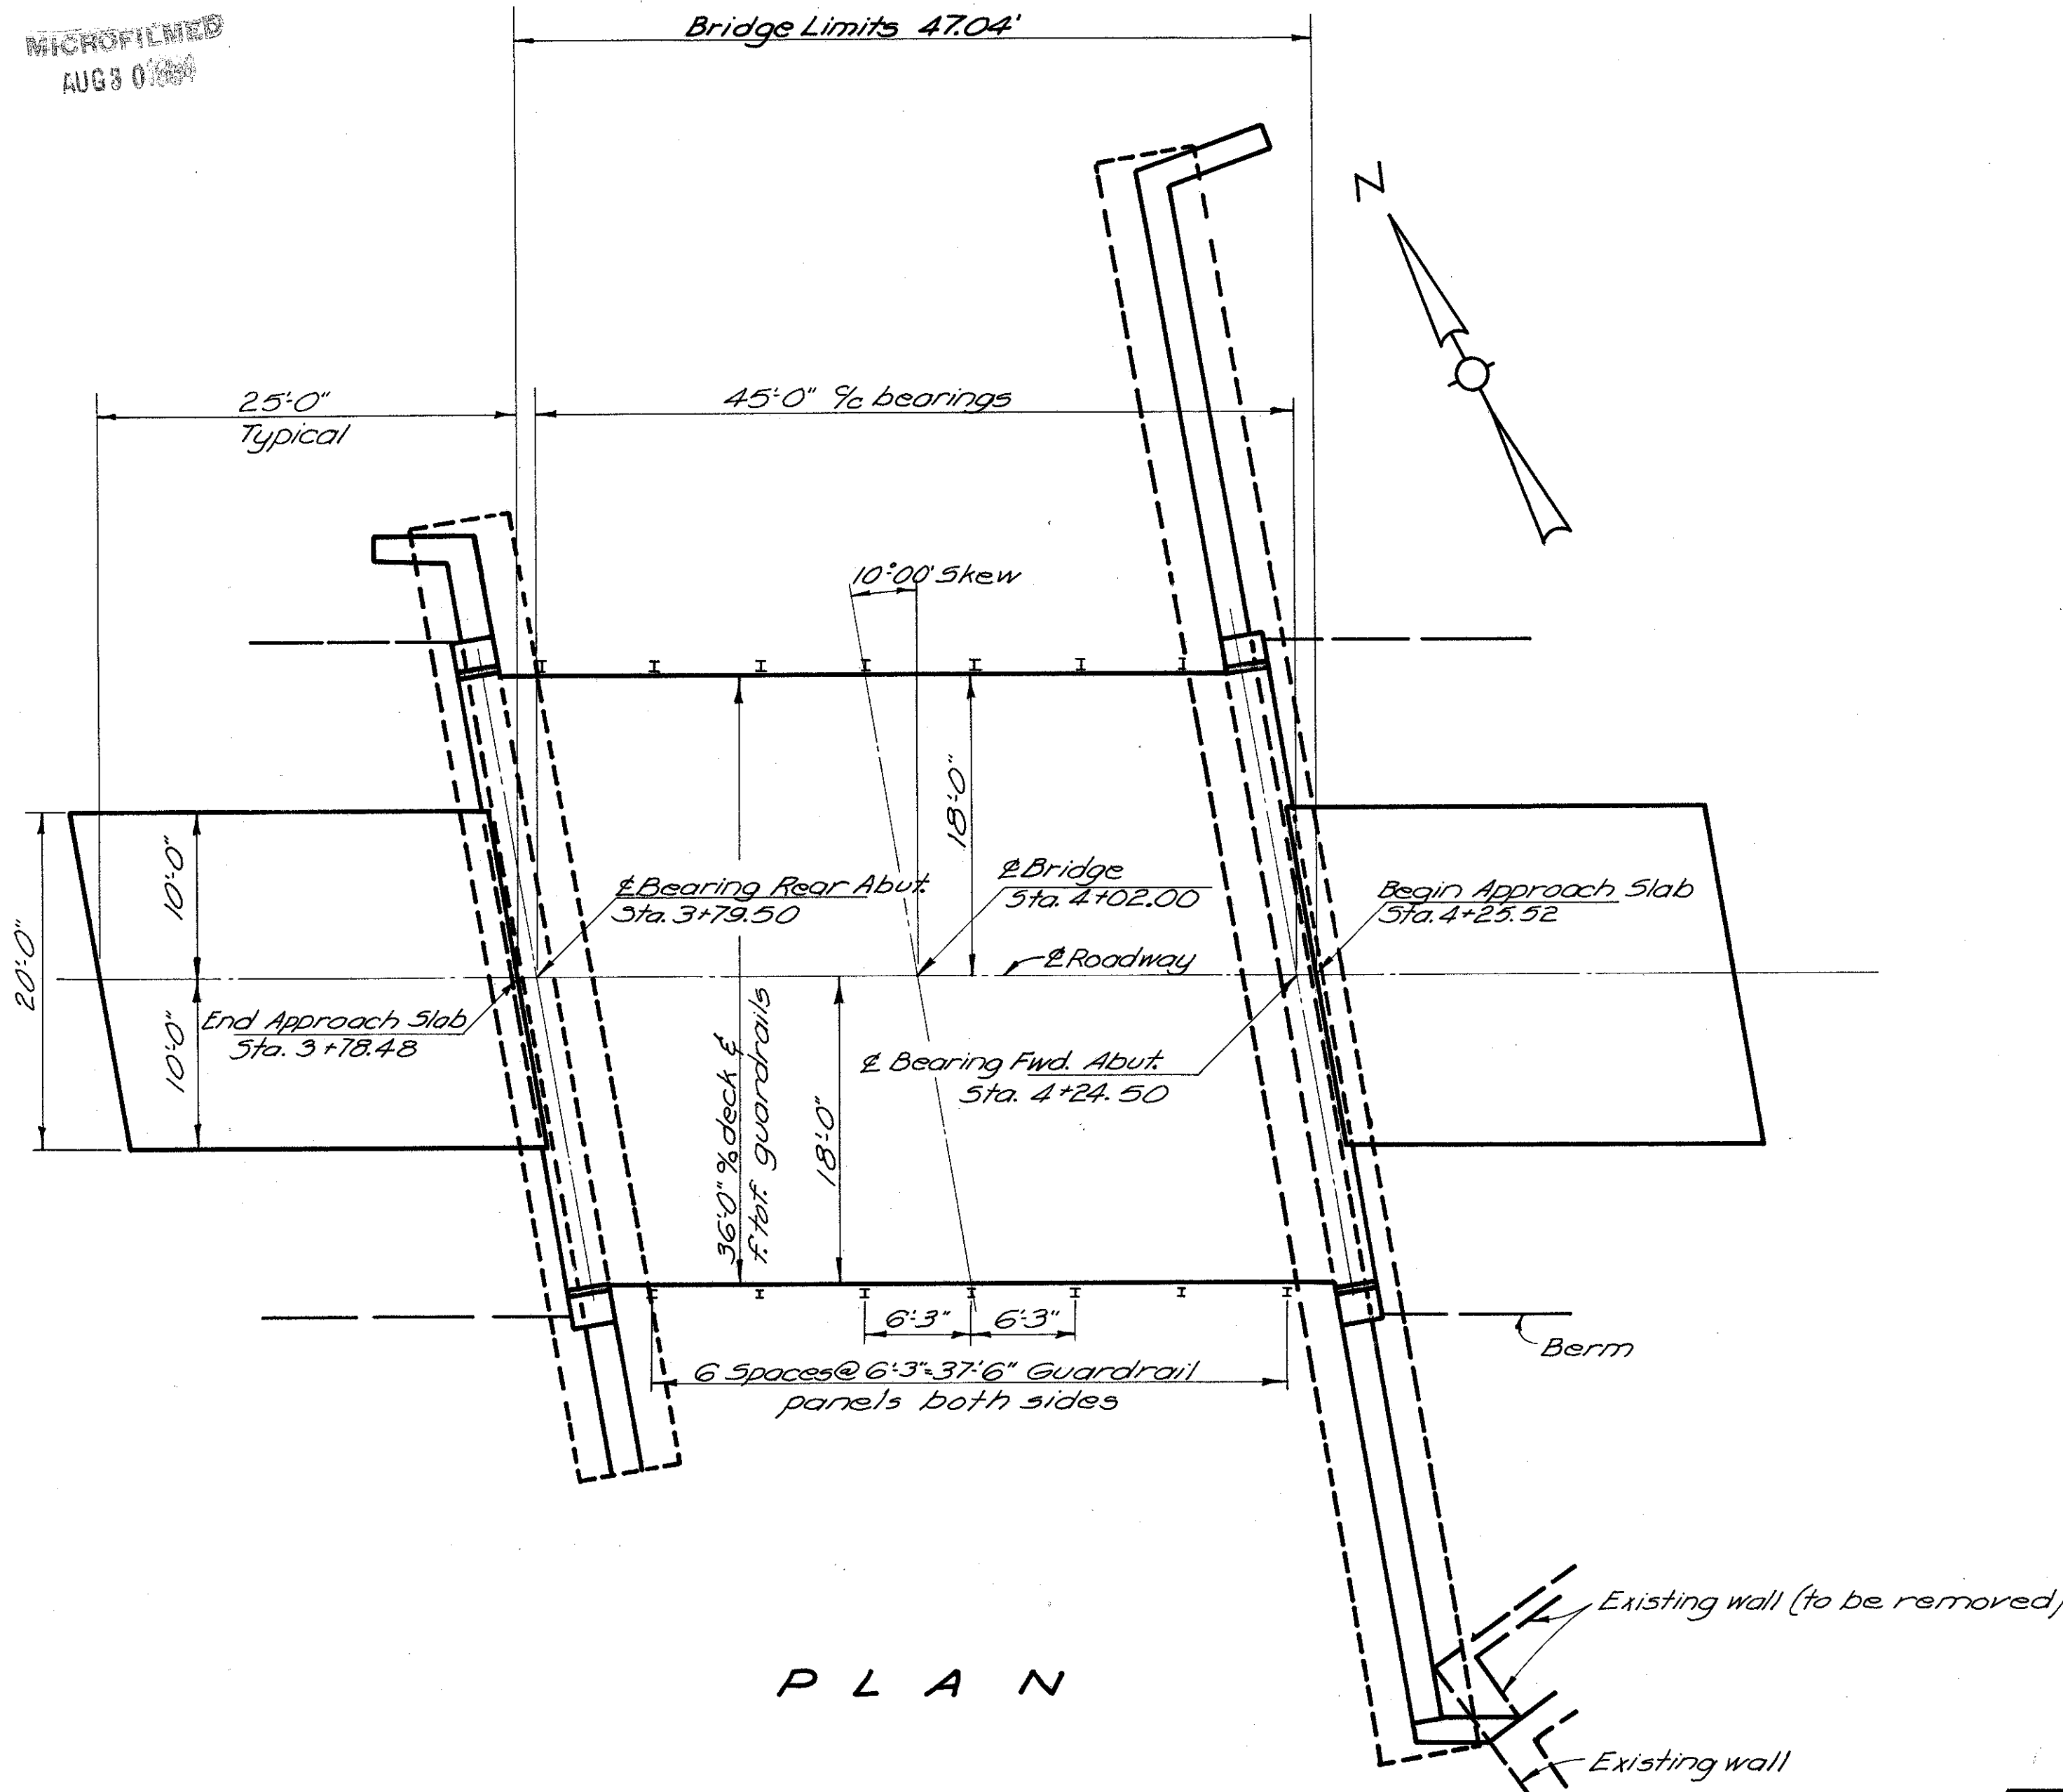 MICROFILMED
AUG 30
Bridge Limits 47.04'
N
25'-0"
Typical
45'-0" c/c bearings
10°00' Skew
18'-0"
20'-0"
10'-0"
10'-0"
℄ Bearing Rear Abut.
Sta. 3+79.50
℄ Bridge
Sta. 4+02.00
Begin Approach Slab
Sta. 4+25.52
℄ Roadway
End Approach Slab
Sta. 3+78.48
℄ Bearing Fwd. Abut.
Sta. 4+24.50
36'-0" o/o deck &
f. to f. guardrails
18'-0"
6'-3" 6'-3"
6 Spaces@ 6'-3"=37'-6" Guardrail
panels both sides
Berm
Existing wall (to be removed)
PLAN
Existing wall